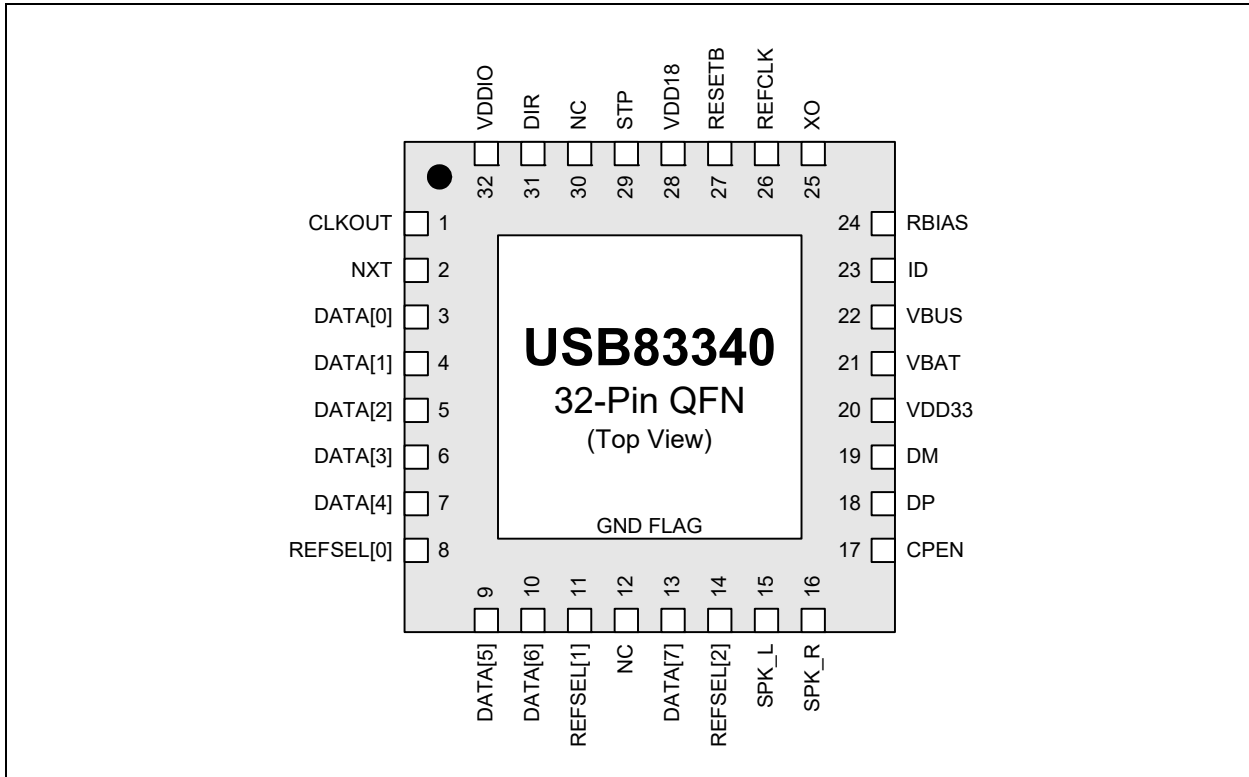 VDDIO
DIR
NC
STP
VDD18
RESETB
REFCLK
XO
32
31
30
29
28
27
26
25
CLKOUT 1
NXT 2
DATA[0] 3
DATA[1] 4
DATA[2] 5
DATA[3] 6
DATA[4] 7
REFSEL[0] 8
USB83340
32-Pin QFN
(Top View)
GND FLAG
24 RBIAS
23 ID
22 VBUS
21 VBAT
20 VDD33
19 DM
18 DP
17 CPEN
9
10
11
12
13
14
15
16
DATA[5]
DATA[6]
REFSEL[1]
NC
DATA[7]
REFSEL[2]
SPK_L
SPK_R